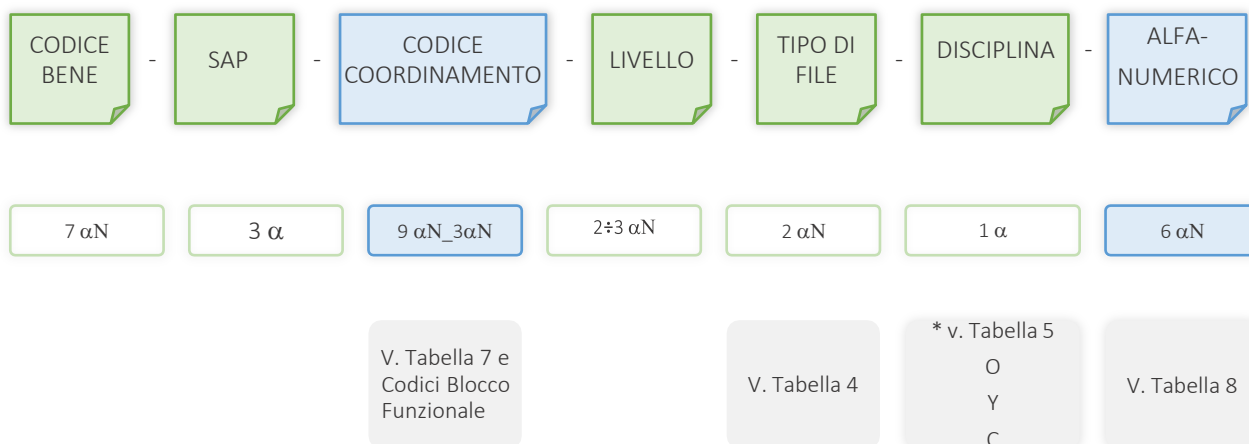 CODICE
BENE
-
SAP
-
CODICE
COORDINAMENTO
-
LIVELLO
-
TIPO DI
FILE
-
DISCIPLINA
-
ALFA-
NUMERICO
7 αN
3 α
9 αN_3αN
2÷3 αN
2 αN
1 α
6 αN
V. Tabella 7 e
Codici Blocco
Funzionale
V. Tabella 4
* v. Tabella 5
O
Y
C
V. Tabella 8